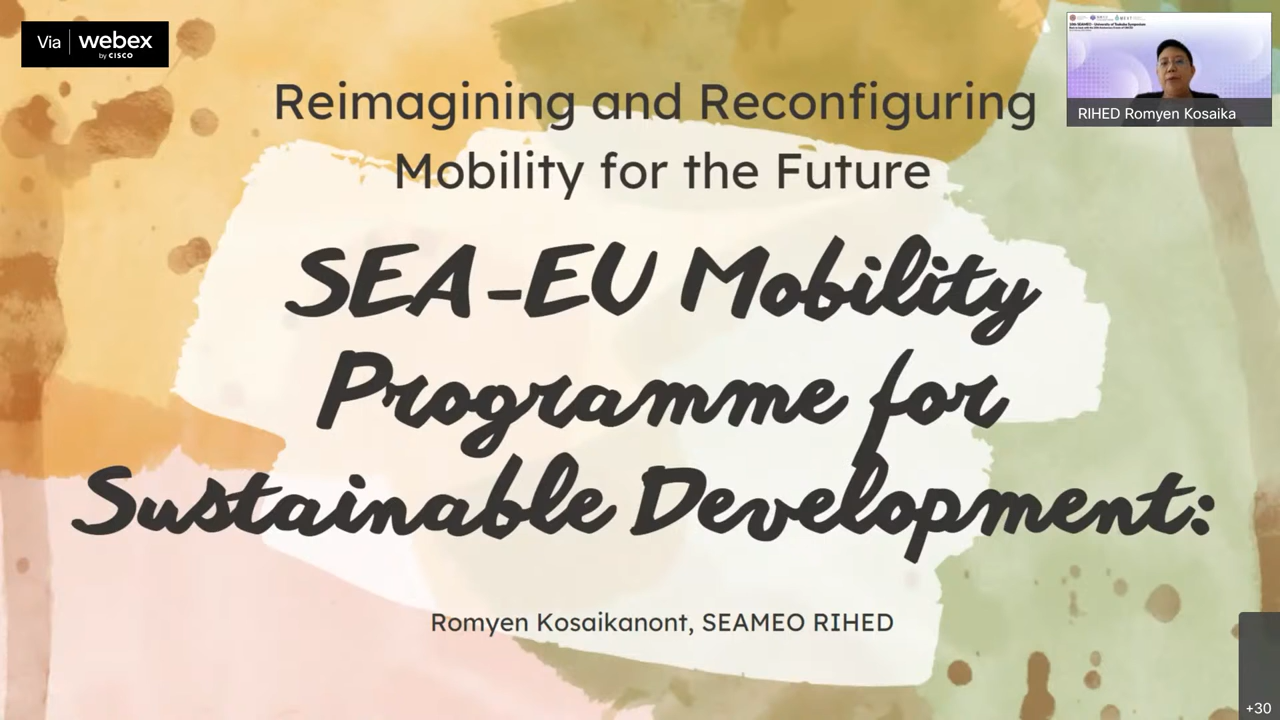 Via webex
by CISCO
Reimagining and Reconfiguring
Mobility for the Future
SEA-EU Mobility
Programme for
Sustainable Development:
Romyen Kosaikanont, SEAMEO RIHED
RIHED Romyen Kosaika
+30